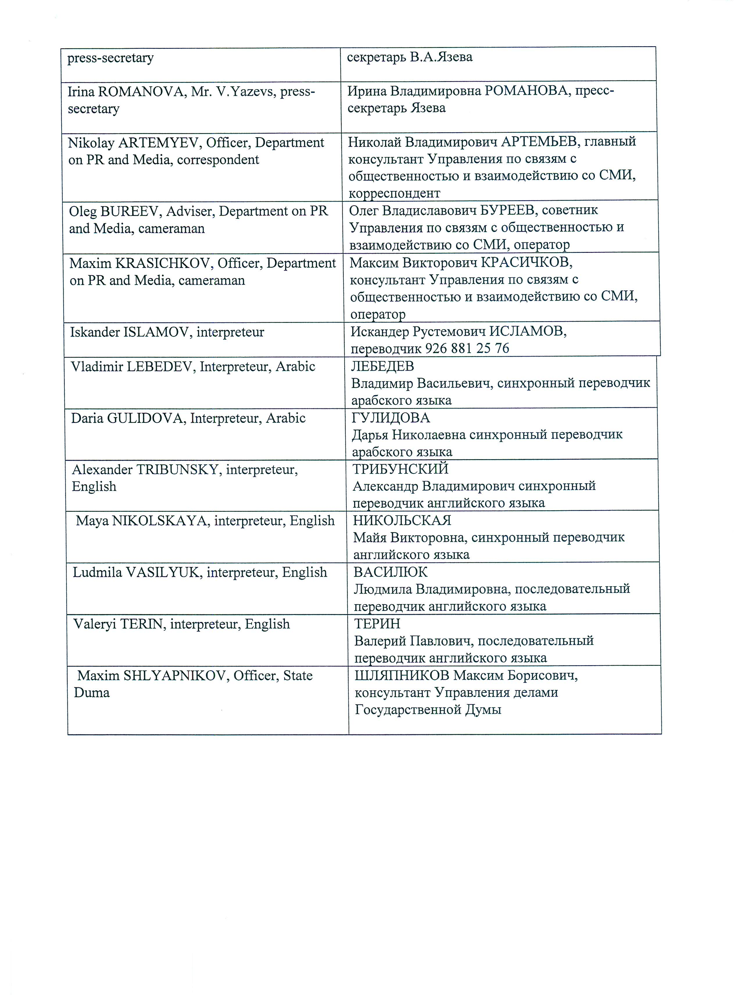 press-secretary
секретарь В.А.Язева
Irina ROMANOVA, Mr. V.Yazevs, press-
secretary
Ирина Владимировна РОМАНОВА, пресс-
секретарь Язева
Nikolay ARTEMYEV, Officer, Department
on PR and Media, correspondent
Николай Владимирович АРТЕМЬЕВ, главный
консультант Управления по связям с
общественностью и взаимодействию со СМИ,
корреспондент
Oleg BUREEV, Adviser, Department on PR
and Media, cameraman
Олег Владиславович БУРЕЕВ, советник
Управления по связям с общественностью и
взаимодействию со СМИ, оператор
Maxim KRASICHKOV, Officer, Department
on PR and Media, cameraman
Максим Викторович КРАСИЧКОВ,
консультант Управления по связям с
общественностью и взаимодействию со СМИ,
оператор
Iskander ISLAMOV, interpreteur
Искандер Рустемович ИСЛАМОВ,
переводчик 926 881 25 76
Vladimir LEBEDEV, Interpreteur, Arabic
ЛЕБЕДЕВ
Владимир Васильевич, синхронный переводчик
арабского языка
Daria GULIDOVA, Interpreteur, Arabic
ГУЛИДОВА
Дарья Николаевна синхронный переводчик
арабского языка
Alexander TRIBUNSKY, interpreteur,
English
ТРИБУНСКИЙ
Александр Владимирович синхронный
переводчик английского языка
Maya NIKOLSKAYA, interpreteur, English
НИКОЛЬСКАЯ
Майя Викторовна, синхронный переводчик
английского языка
Ludmila VASILYUK, interpreteur, English
ВАСИЛЮК
Людмила Владимировна, последовательный
переводчик английского языка
Valeryi TERIN, interpreteur, English
ТЕРИН
Валерий Павлович, последовательный
переводчик английского языка
Maxim SHLYAPNIKOV, Officer, State
Duma
ШЛЯПНИКОВ Максим Борисович,
консультант Управления делами
Государственной Думы